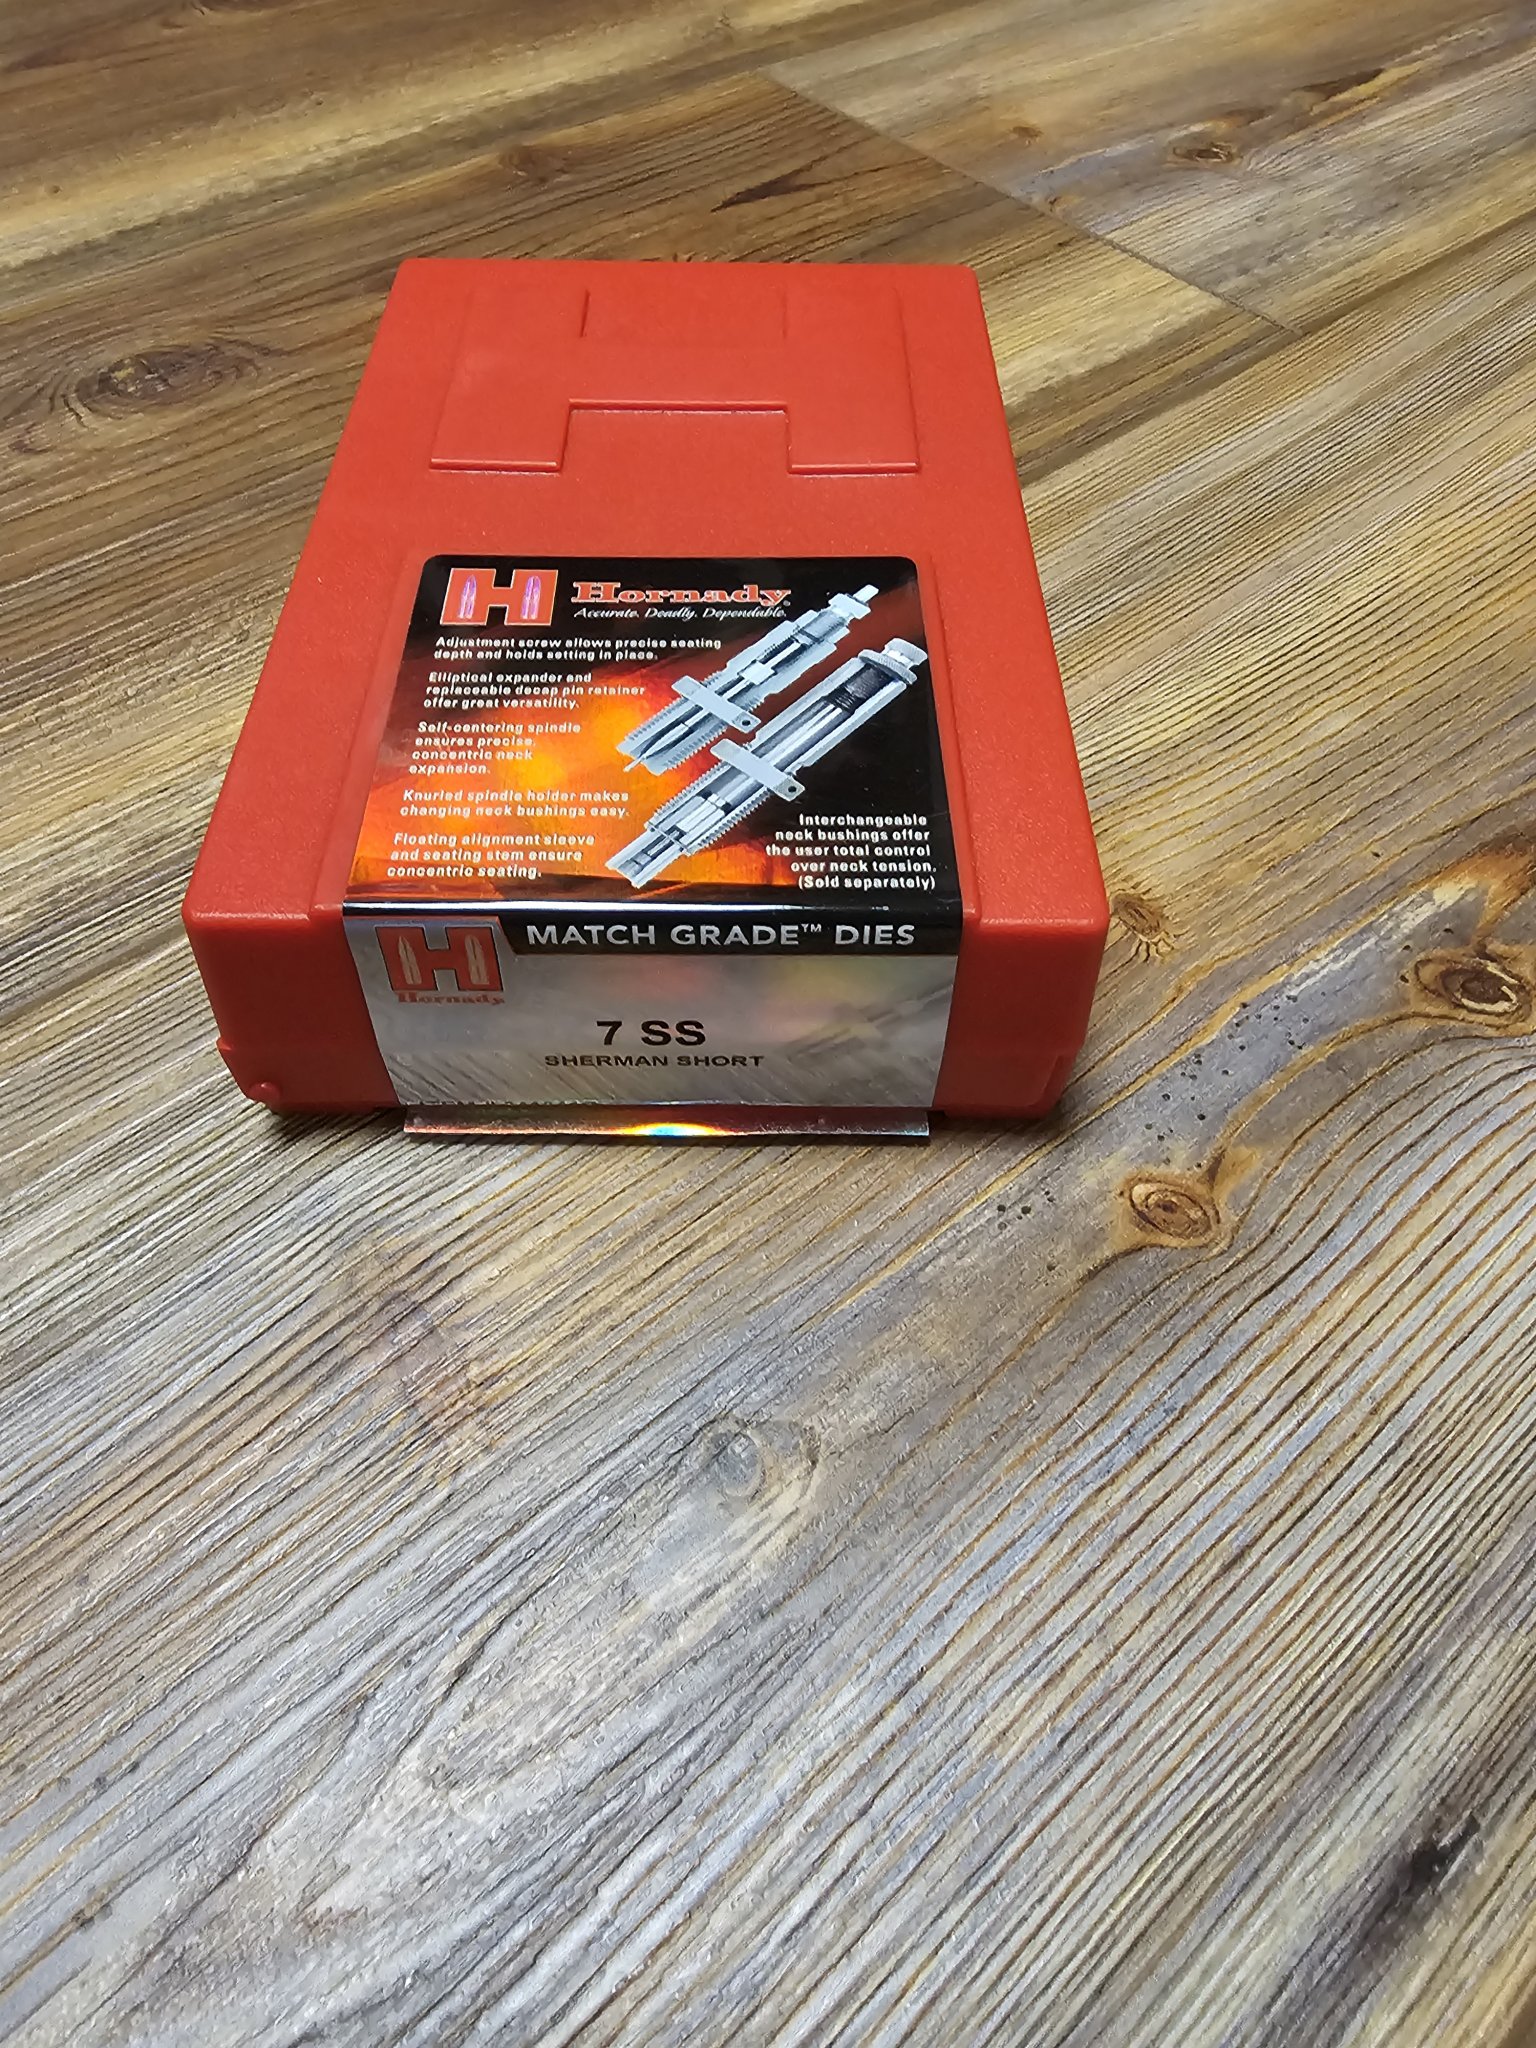 H Hornady®
Accurate. Deadly. Dependable.
Adjustment screw allows precise seating
depth and holds setting in place.
Elliptical expander and
replaceable decap pin retainer
offer great versatility.
Self-centering spindle
ensures precise,
concentric neck
expansion.
Knurled spindle holder makes
changing neck bushings easy.
Floating alignment sleeve
and seating stem ensure
concentric seating.
Interchangeable
neck bushings offer
the user total control
over neck tension.
(Sold separately)
H
Hornady
MATCH GRADE™ DIES
7 SS
SHERMAN SHORT